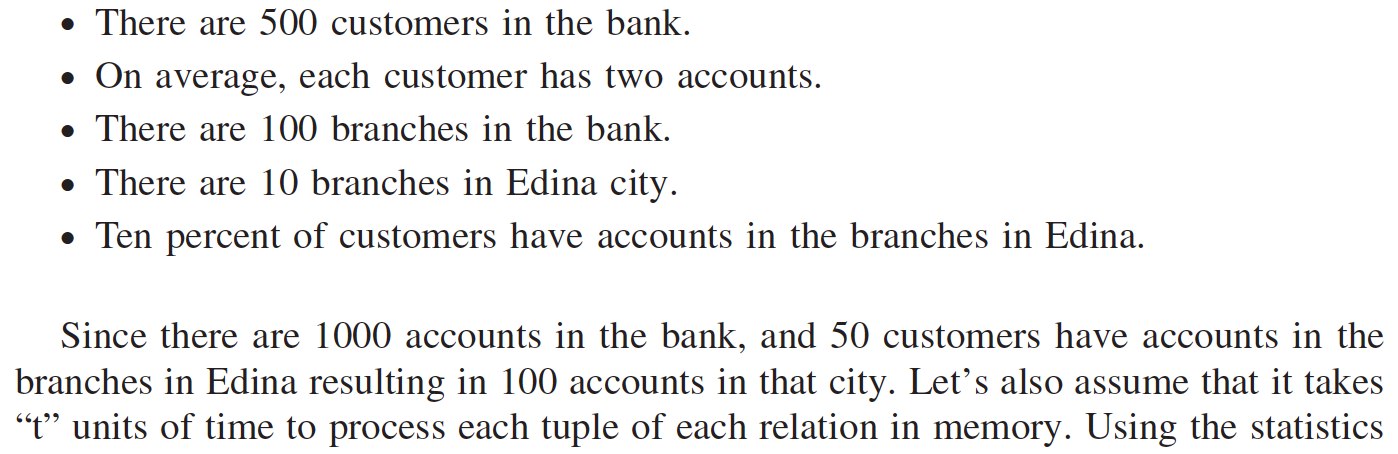 • There are 500 customers in the bank.
• On average, each customer has two accounts.
• There are 100 branches in the bank.
• There are 10 branches in Edina city.
• Ten percent of customers have accounts in the branches in Edina.
Since there are 1000 accounts in the bank, and 50 customers have accounts in the
branches in Edina resulting in 100 accounts in that city. Let’s also assume that it takes
“t” units of time to process each tuple of each relation in memory. Using the statistics